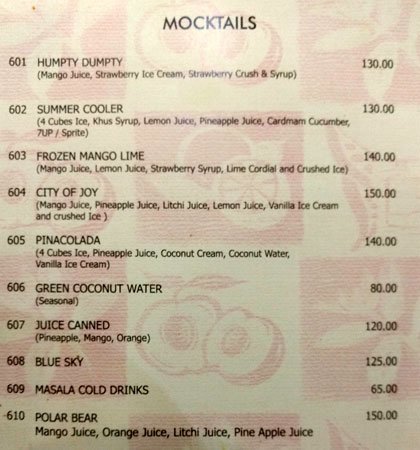 MOCKTAILS
601 HUMPTY DUMPTY 130.00
(Mango Juice, Strawberry Ice Cream, Strawberry Crush & Syrup)
602 SUMMER COOLER 130.00
(4 Cubes Ice, Khus Syrup, Lemon Juice, Pineapple Juice, Cardmam Cucumber,
7UP / Sprite)
603 FROZEN MANGO LIME 140.00
(Mango Juice, Lemon Juice, Strawberry Syrup, Lime Cordial and Crushed Ice)
604 CITY OF JOY 150.00
(Mango Juice, Pineapple Juice, Litchi Juice, Lemon Juice, Vanilla Ice Cream
and crushed Ice )
605 PINACOLADA 140.00
(4 Cubes Ice, Pineapple Juice, Coconut Cream, Coconut Water,
Vanilla Ice Cream)
606 GREEN COCONUT WATER 80.00
(Seasonal)
607 JUICE CANNED 120.00
(Pineapple, Mango, Orange)
608 BLUE SKY 125.00
609 MASALA COLD DRINKS 65.00
610 POLAR BEAR 150.00
Mango Juice, Orange Juice, Litchi Juice, Pine Apple Juice